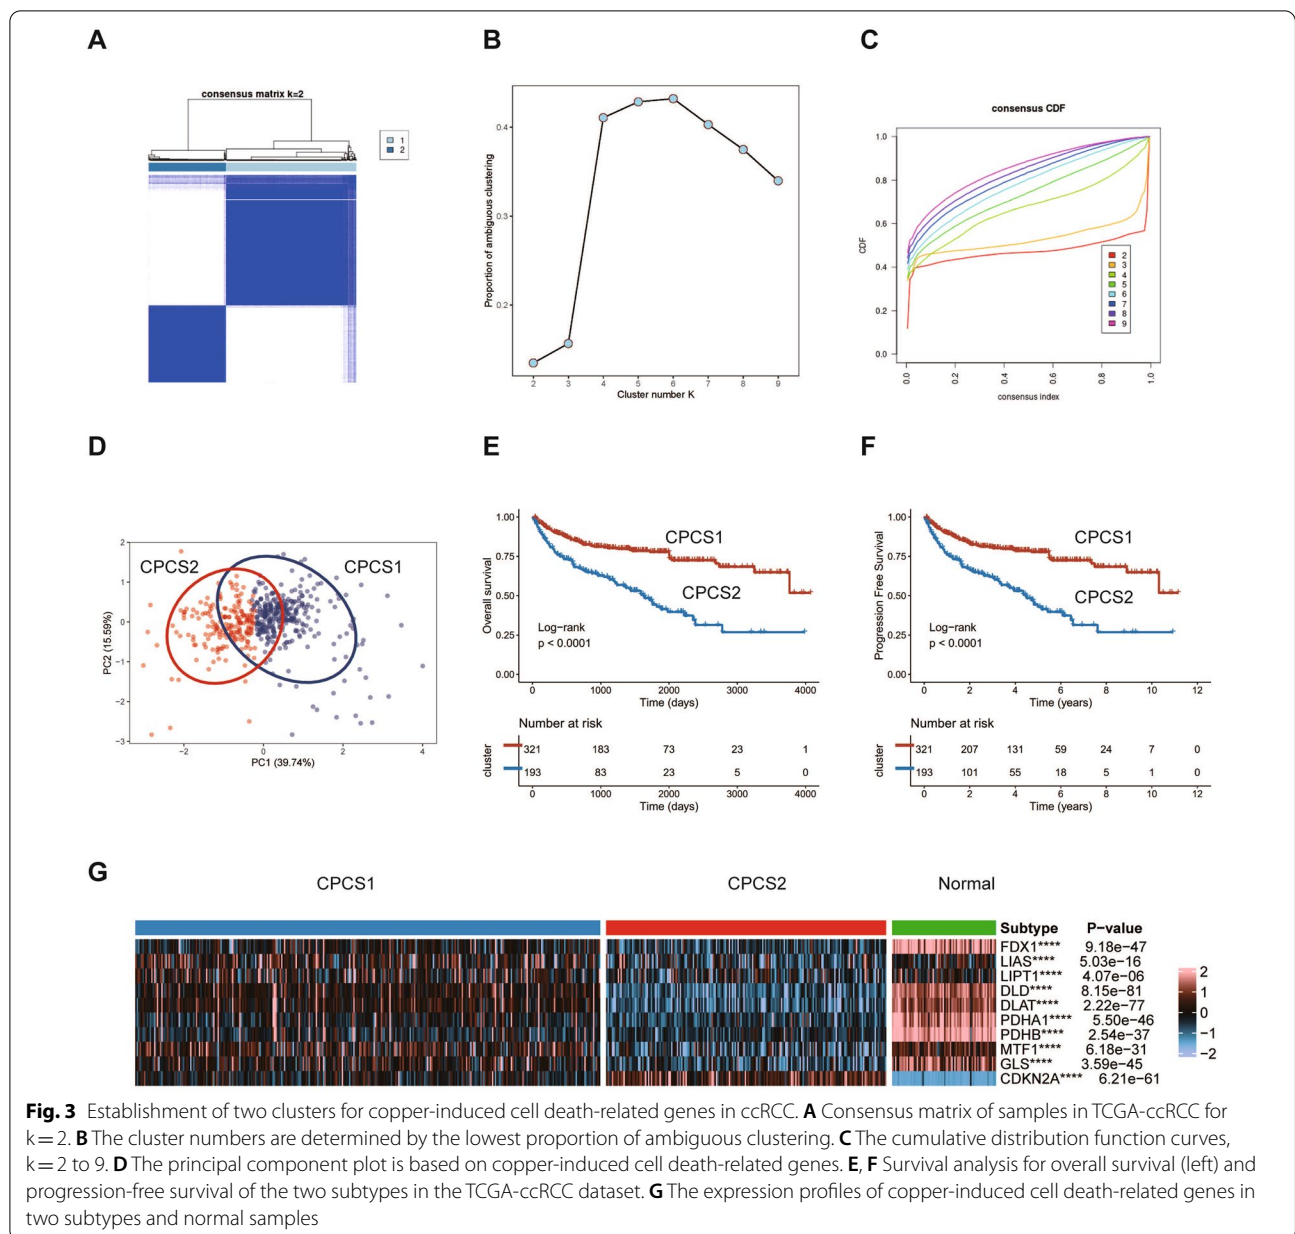 A
consensus matrix k=2
1
2
B
Proportion of ambiguous clustering
0.4
0.3
0.2
2 3 4 5 6 7 8 9
Cluster number K
C
consensus CDF
CDF
1.0
0.8
0.6
0.4
0.2
0.0
2
3
4
5
6
7
8
9
0.0 0.2 0.4 0.6 0.8 1.0
consensus index
D
PC2 (15.59%)
2
1
0
−1
−2
−3
CPCS2
CPCS1
−2 0 2 4
PC1 (39.74%)
E
Overall survival
1.00
0.75
0.50
0.25
0.00
CPCS1
CPCS2
Log−rank
p < 0.0001
0 1000 2000 3000 4000
Time (days)
Number at risk
cluster
321 183 73 23 1
193 83 23 5 0
0 1000 2000 3000 4000
Time (days)
F
Progression Free Survival
1.00
0.75
0.50
0.25
0.00
CPCS1
CPCS2
Log−rank
p < 0.0001
0 2 4 6 8 10 12
Time (years)
Number at risk
cluster
321 207 131 59 24 7 0
193 101 55 18 5 1 0
0 2 4 6 8 10 12
Time (years)
G
CPCS1 CPCS2 Normal
Subtype P−value
FDX1**** 9.18e−47
LIAS**** 5.03e−16
LIPT1**** 4.07e−06
DLD**** 8.15e−81
DLAT**** 2.22e−77
PDHA1**** 5.50e−46
PDHB**** 2.54e−37
MTF1**** 6.18e−31
GLS**** 3.59e−45
CDKN2A**** 6.21e−61
2
1
0
−1
−2
Fig. 3 Establishment of two clusters for copper-induced cell death-related genes in ccRCC. A Consensus matrix of samples in TCGA-ccRCC for
k = 2. B The cluster numbers are determined by the lowest proportion of ambiguous clustering. C The cumulative distribution function curves,
k = 2 to 9. D The principal component plot is based on copper-induced cell death-related genes. E, F Survival analysis for overall survival (left) and
progression-free survival of the two subtypes in the TCGA-ccRCC dataset. G The expression profiles of copper-induced cell death-related genes in
two subtypes and normal samples